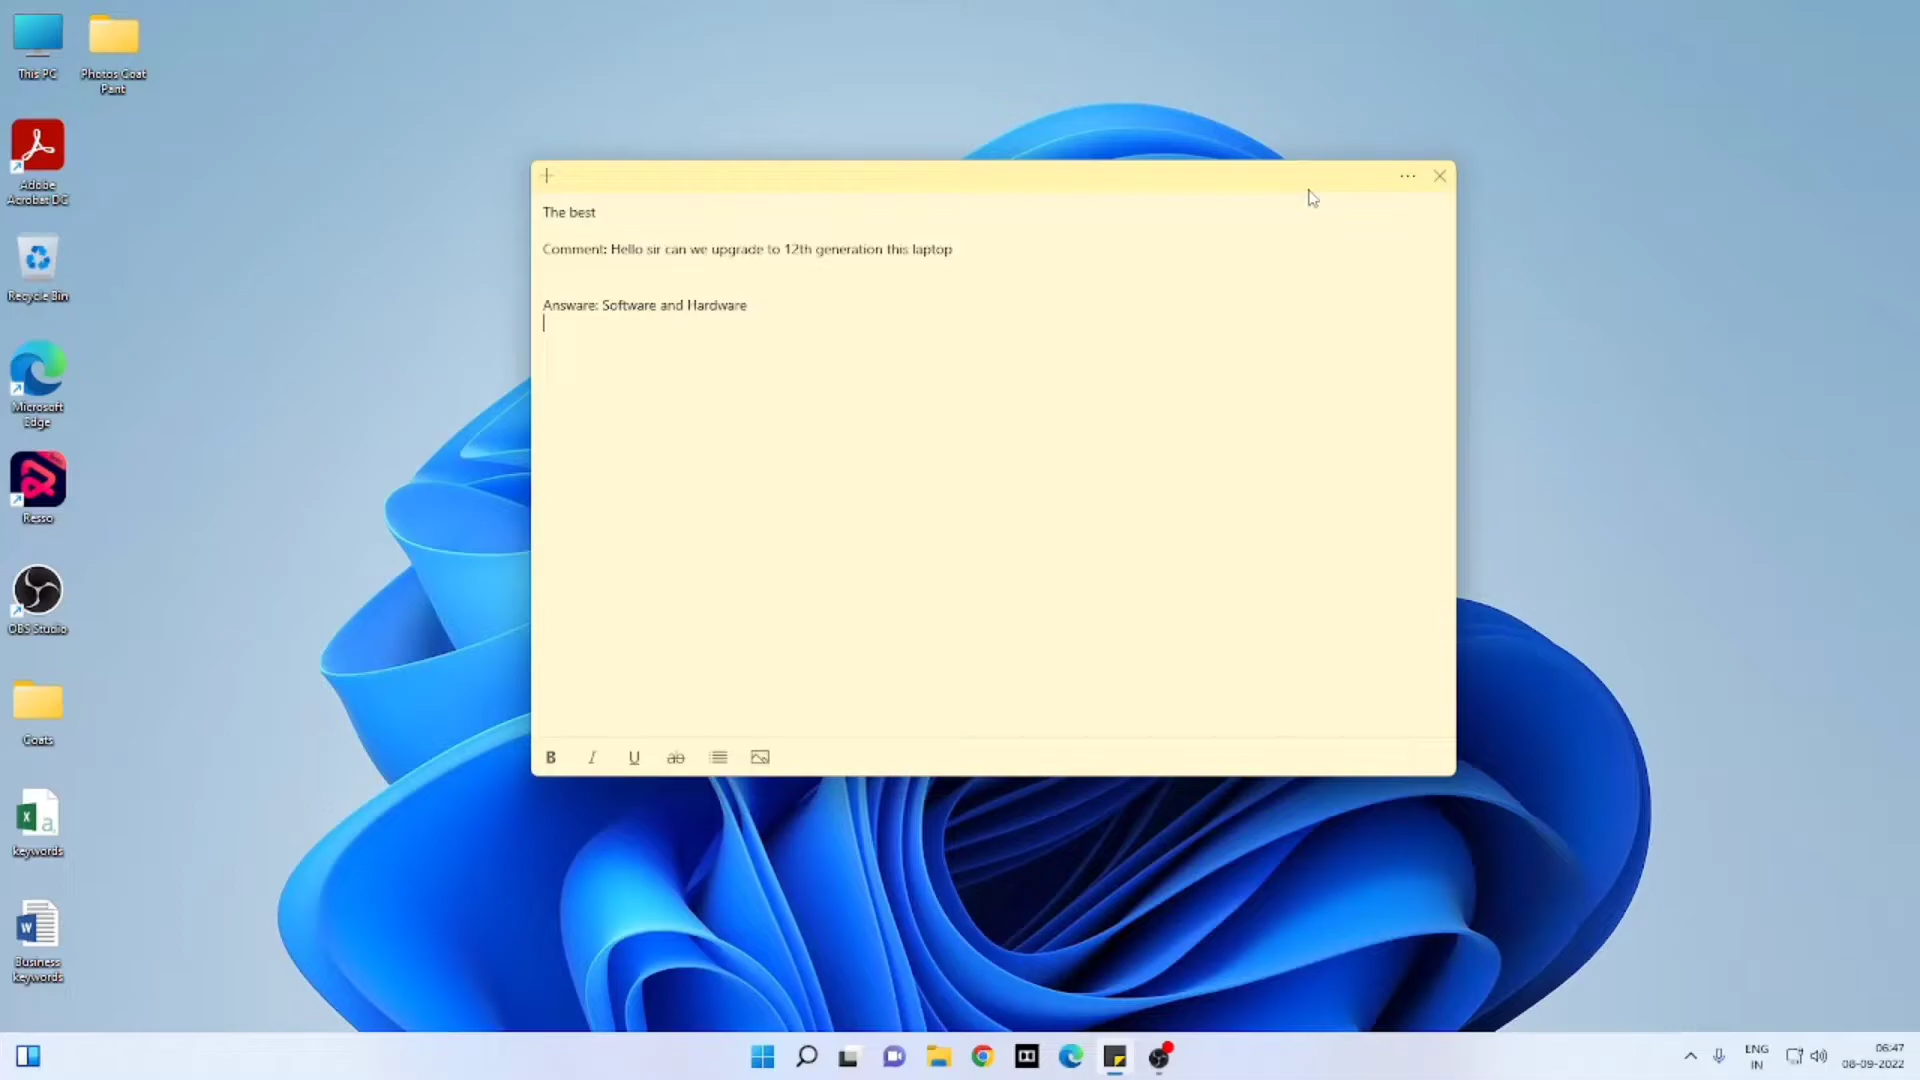 This PC
Photos Coat
Pant
Adobe
Acrobat DC
Recycle Bin
Microsoft
Edge
Resso
OBS Studio
Coats
keywords
Business
keywords
The best
Comment: Hello sir can we upgrade to 12th generation this laptop
Answare: Software and Hardware
B I U ab
ENG
IN
06:47
08-09-2022